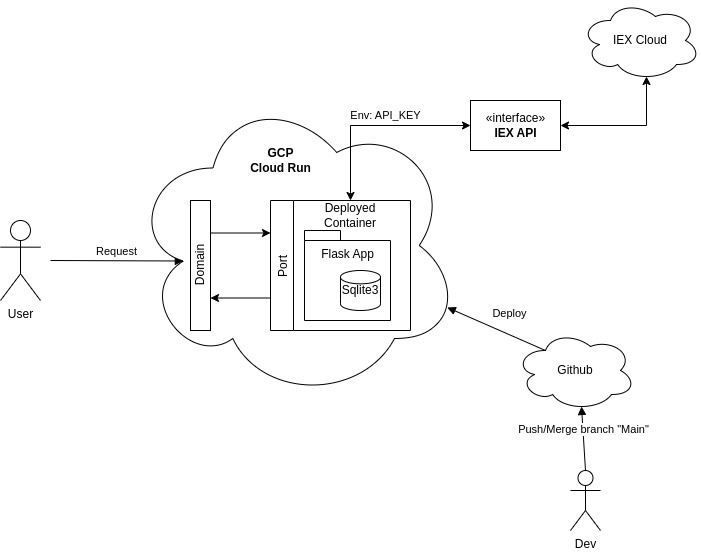 IEX Cloud
Env: API_KEY
«interface»
IEX API
GCP
Cloud Run
Deployed
Container
Flask App
Sqlite3
Domain
Port
Request
User
Deploy
Github
Push/Merge branch "Main"
Dev